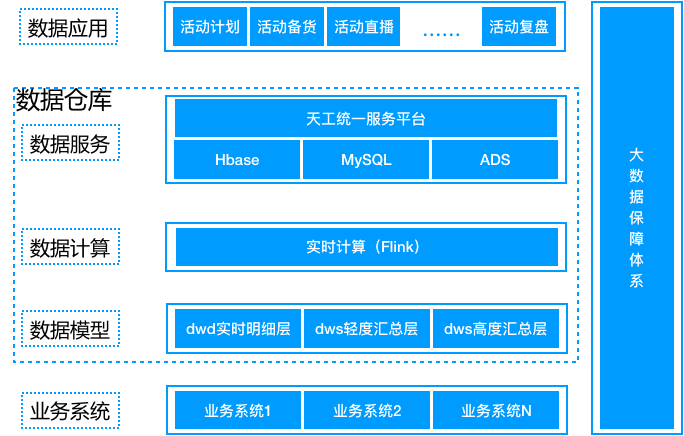 数据应用
活动计划
活动备货
活动直播
......
活动复盘
数据仓库
数据服务
天工统一服务平台
Hbase
MySQL
ADS
数据计算
实时计算（Flink）
数据模型
dwd实时明细层
dws轻度汇总层
dws高度汇总层
业务系统
业务系统1
业务系统2
业务系统N
大
数
据
保
障
体
系